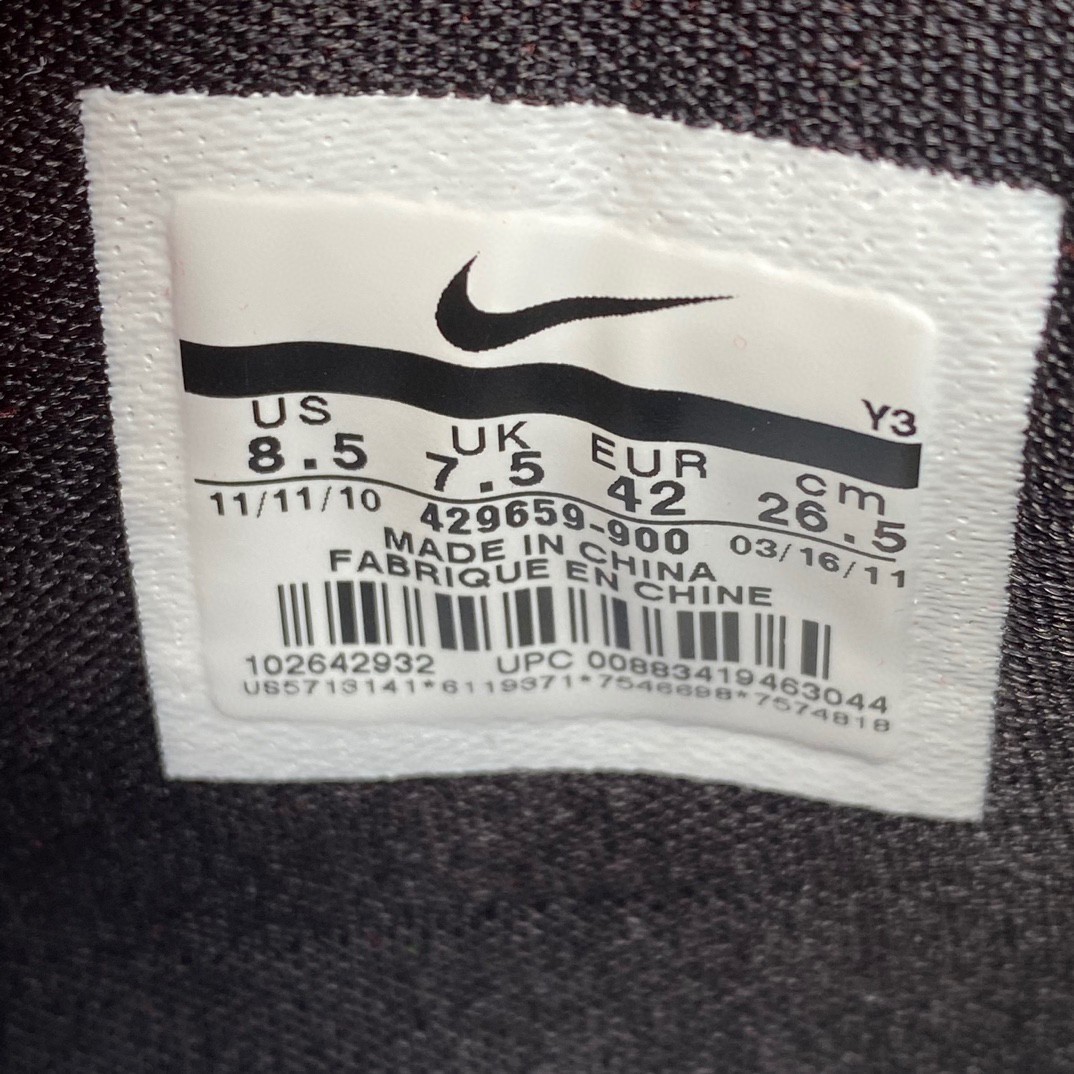 Y3
US UK EUR cm
8.5 7.5 42 26.5
11/11/10 429659-900 03/16/11
MADE IN CHINA
FABRIQUE EN CHINE
102642932 UPC 00883419463044
US5713141*6119371*7546698*7574818